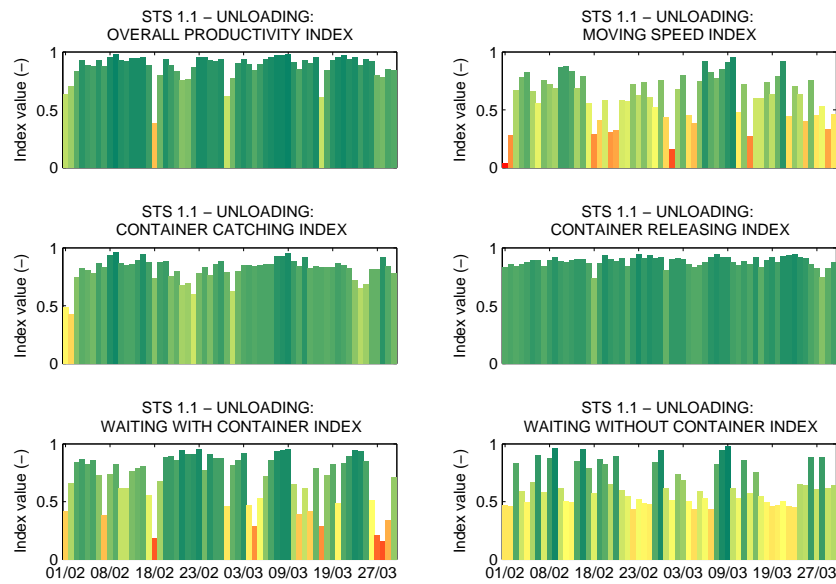 STS 1.1 − UNLOADING:
OVERALL PRODUCTIVITY INDEX
Index value (−)
1
0.5
0
STS 1.1 − UNLOADING:
MOVING SPEED INDEX
Index value (−)
1
0.5
0
STS 1.1 − UNLOADING:
CONTAINER CATCHING INDEX
Index value (−)
1
0.5
0
STS 1.1 − UNLOADING:
CONTAINER RELEASING INDEX
Index value (−)
1
0.5
0
STS 1.1 − UNLOADING:
WAITING WITH CONTAINER INDEX
Index value (−)
1
0.5
0
01/02 08/02 18/02 23/02 03/03 09/03 19/03 27/03
STS 1.1 − UNLOADING:
WAITING WITHOUT CONTAINER INDEX
Index value (−)
1
0.5
0
01/02 08/02 18/02 23/02 03/03 09/03 19/03 27/03